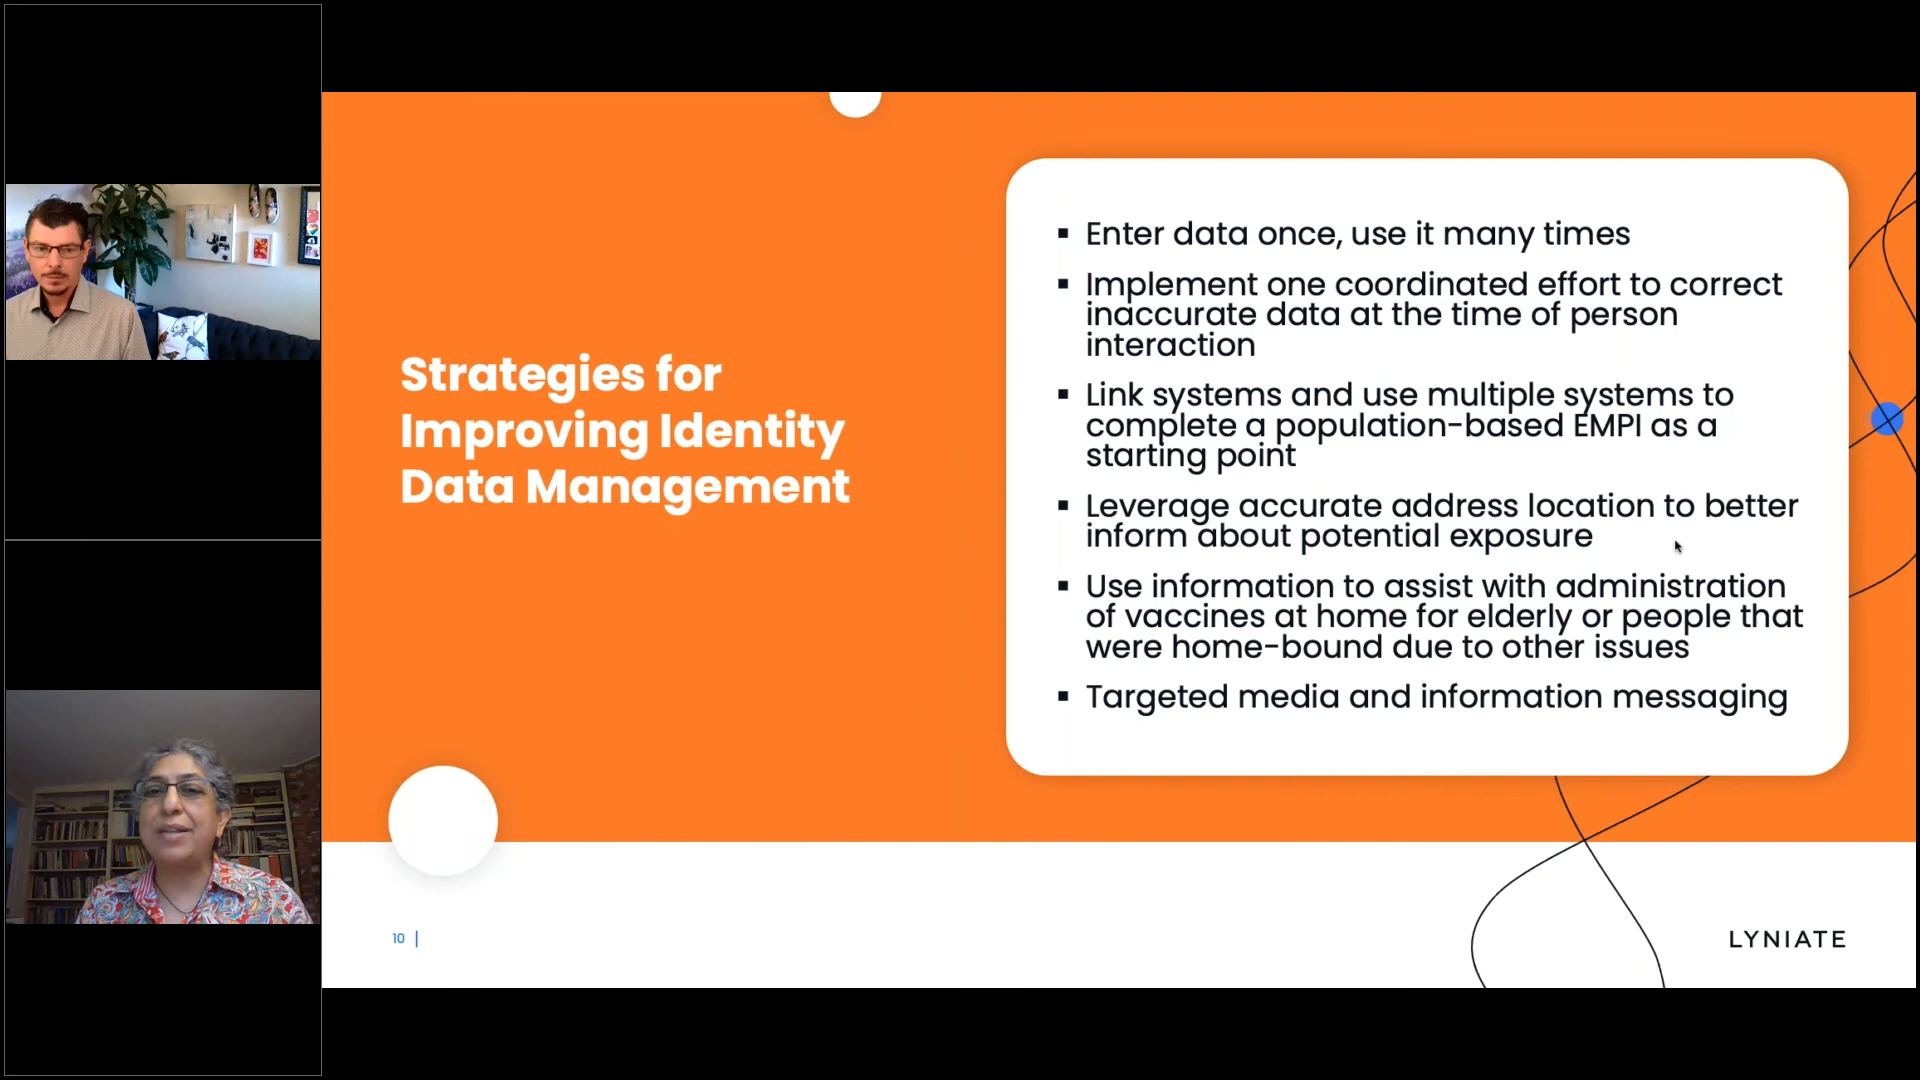 Strategies for
Improving Identity
Data Management
▪ Enter data once, use it many times
▪ Implement one coordinated effort to correct
inaccurate data at the time of person
interaction
▪ Link systems and use multiple systems to
complete a population-based EMPI as a
starting point
▪ Leverage accurate address location to better
inform about potential exposure
▪ Use information to assist with administration
of vaccines at home for elderly or people that
were home-bound due to other issues
▪ Targeted media and information messaging
10 |
LYNIATE